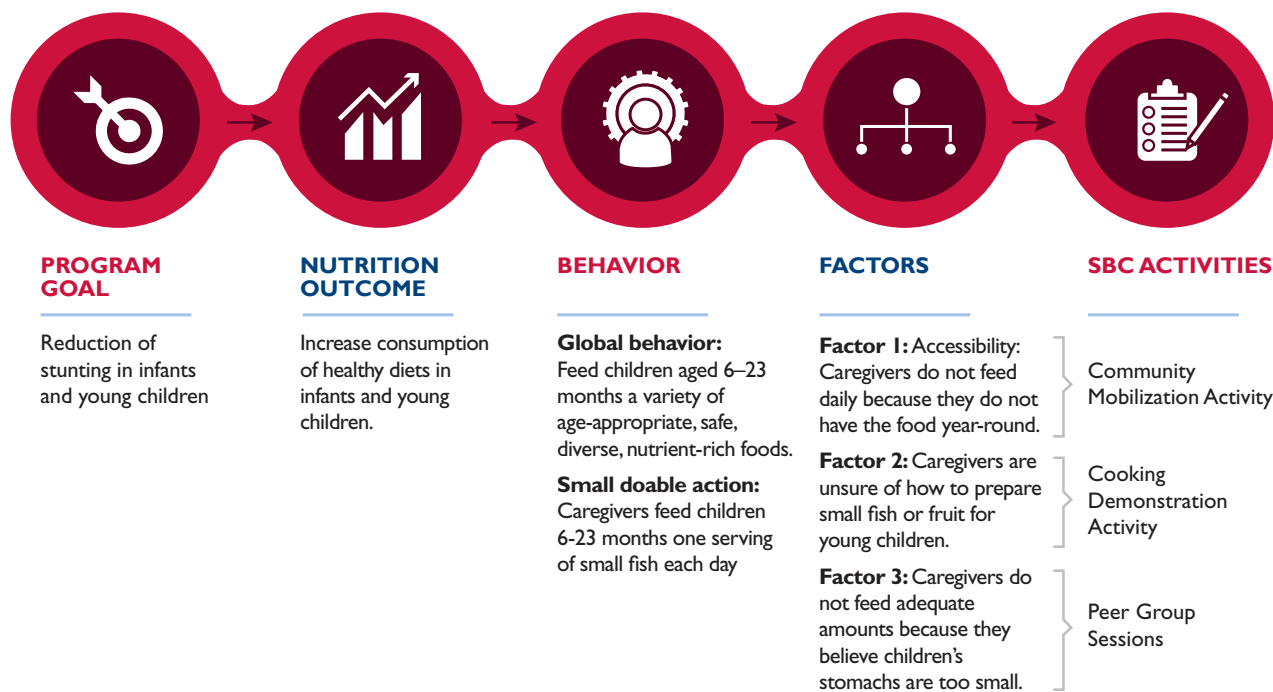 PROGRAM
GOAL
Reduction of
stunting in infants
and young children
NUTRITION
OUTCOME
Increase consumption
of healthy diets in
infants and young
children.
BEHAVIOR
Global behavior:
Feed children aged 6–23
months a variety of
age-appropriate, safe,
diverse, nutrient-rich foods.
Small doable action:
Caregivers feed children
6-23 months one serving
of small fish each day
FACTORS
Factor 1: Accessibility:
Caregivers do not feed
daily because they do not
have the food year-round.
Factor 2: Caregivers are
unsure of how to prepare
small fish or fruit for
young children.
Factor 3: Caregivers do
not feed adequate
amounts because they
believe children's
stomachs are too small.
SBC ACTIVITIES
Community
Mobilization Activity
Cooking
Demonstration
Activity
Peer Group
Sessions